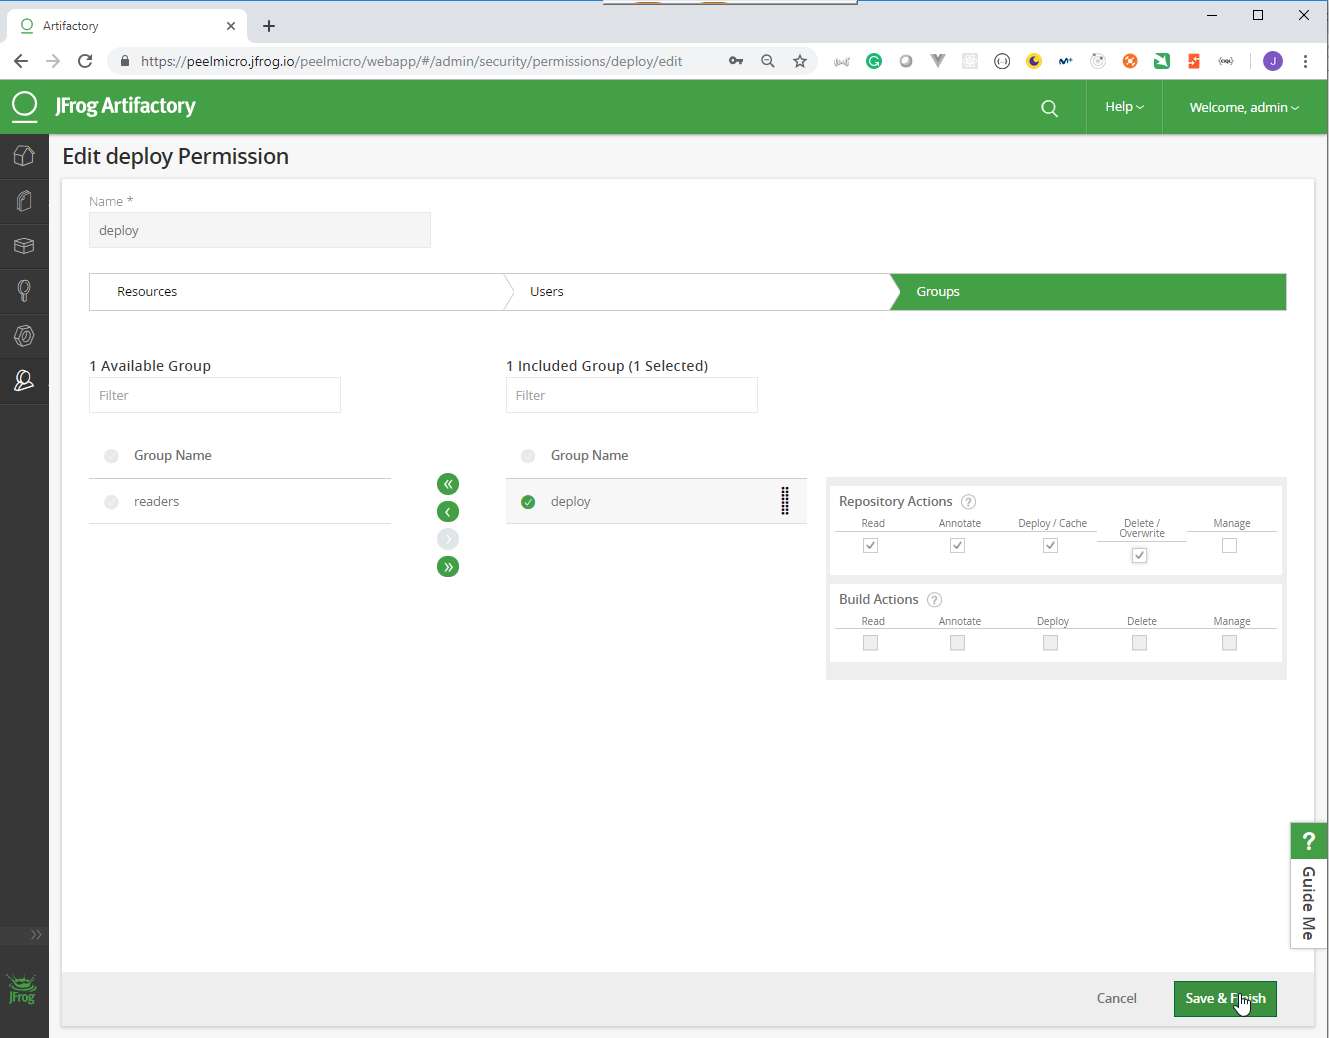 Artifactory
https://peelmicro.jfrog.io/peelmicro/webapp/#/admin/security/permissions/deploy/edit
J
JFrog Artifactory
Help
Welcome, admin
Edit deploy Permission
Name *
deploy
Resources
Users
Groups
1 Available Group
1 Included Group (1 Selected)
Filter
Filter
Group Name
Group Name
readers
deploy
Repository Actions ?
Read
Annotate
Deploy / Cache
Delete / Overwrite
Manage
Build Actions ?
Read
Annotate
Deploy
Delete
Manage
? Guide Me
JFrog
Cancel
Save & Finish